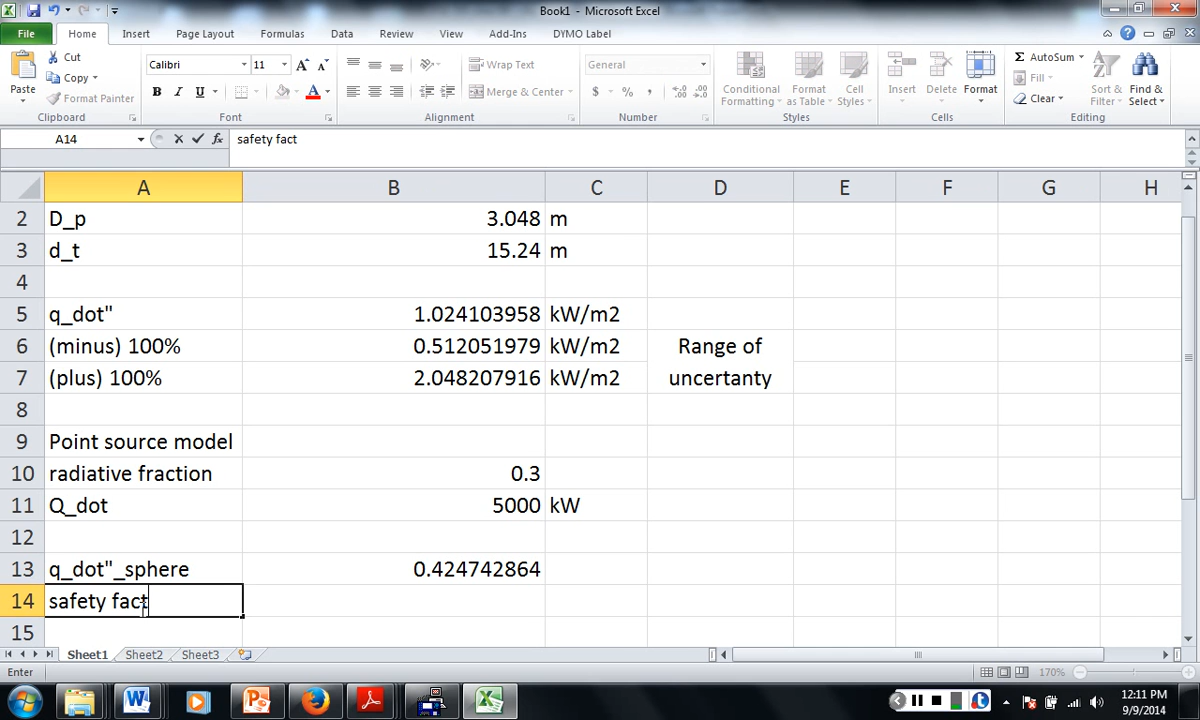 Book1 - Microsoft Excel
File Home Insert Page Layout Formulas Data Review View Add-Ins DYMO Label
Paste Cut Copy Format Painter Clipboard
Calibri 11 B I U A A A Font
Wrap Text Merge & Center Alignment
General $ % , .00 Number
Conditional Formatting Format as Table Cell Styles Styles
Insert Delete Format Cells
Σ AutoSum Fill Clear Sort & Filter Find & Select Editing
A14 fx safety fact
A B C D E F G H
2 D_p 3.048 m
3 d_t 15.24 m
4
5 q_dot" 1.024103958 kW/m2
6 (minus) 100% 0.512051979 kW/m2 Range of
7 (plus) 100% 2.048207916 kW/m2 uncertanty
8
9 Point source model
10 radiative fraction 0.3
11 Q_dot 5000 kW
12
13 q_dot"_sphere 0.424742864
14 safety fact
15
Sheet1 Sheet2 Sheet3
Enter 170%
12:11 PM
9/9/2014